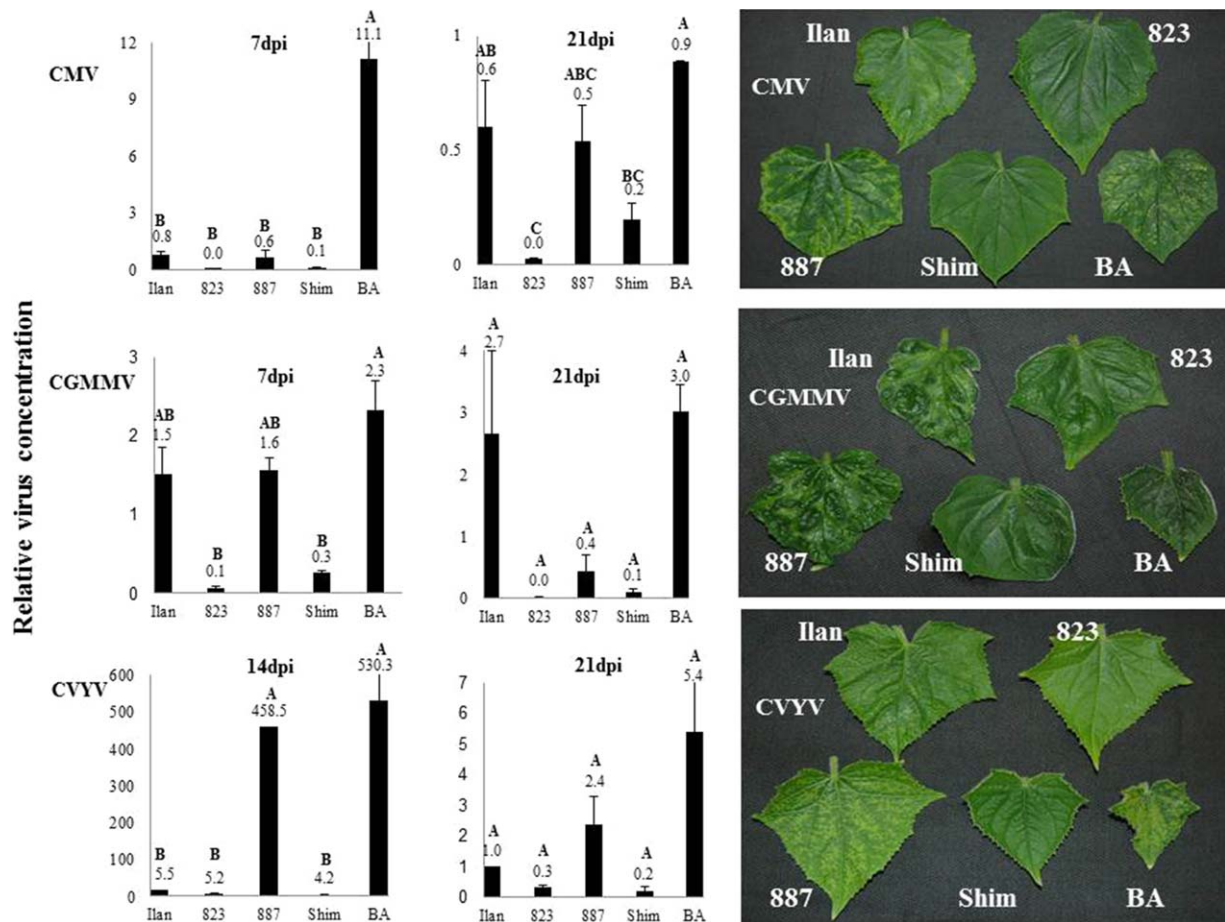 Relative virus concentration
CMV
7dpi
12
9
6
3
0
B
0.8
B
0.0
B
0.6
B
0.1
A
11.1
Ilan 823 887 Shim BA
21dpi
1
0.5
0
AB
0.6
C
0.0
ABC
0.5
BC
0.2
A
0.9
Ilan 823 887 Shim BA
Ilan 823
CMV
887 Shim BA
CGMMV
7dpi
3
2
1
0
AB
1.5
B
0.1
AB
1.6
B
0.3
A
2.3
Ilan 823 887 Shim BA
21dpi
4
3
2
1
0
A
2.7
A
0.0
A
0.4
A
0.1
A
3.0
Ilan 823 887 Shim BA
Ilan 823
CGMMV
887 Shim BA
CVYV
14dpi
600
500
400
300
200
100
0
B
5.5
B
5.2
A
458.5
B
4.2
A
530.3
Ilan 823 887 Shim BA
21dpi
7
6
5
4
3
2
1
0
A
1.0
A
0.3
A
2.4
A
0.2
A
5.4
Ilan 823 887 Shim BA
Ilan 823
CVYV
887 Shim BA